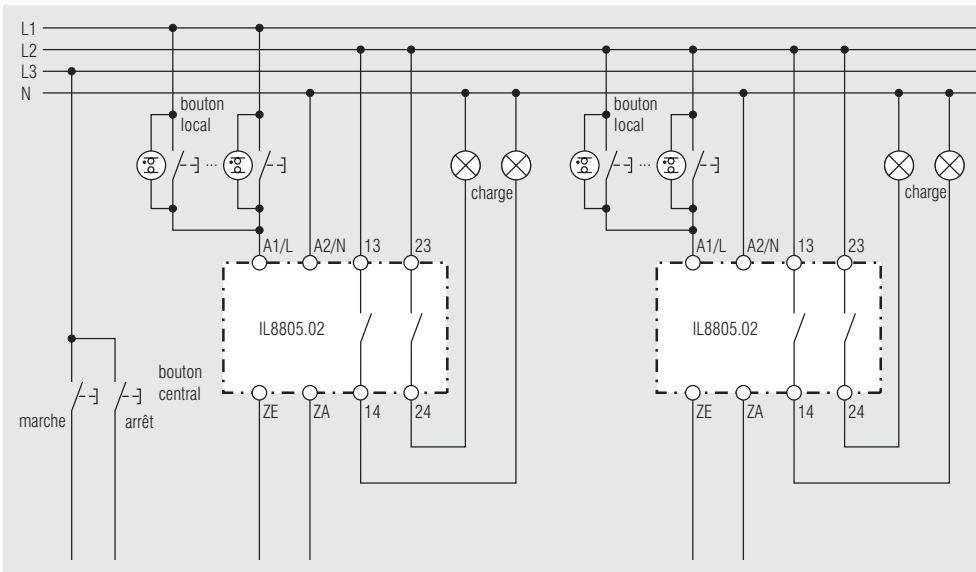 L1
L2
L3
N
bouton
local
...
charge
A1/L A2/N 13 23
IL8805.02
ZE ZA 14 24
bouton
local
...
charge
A1/L A2/N 13 23
IL8805.02
ZE ZA 14 24
bouton
central
marche
arrêt